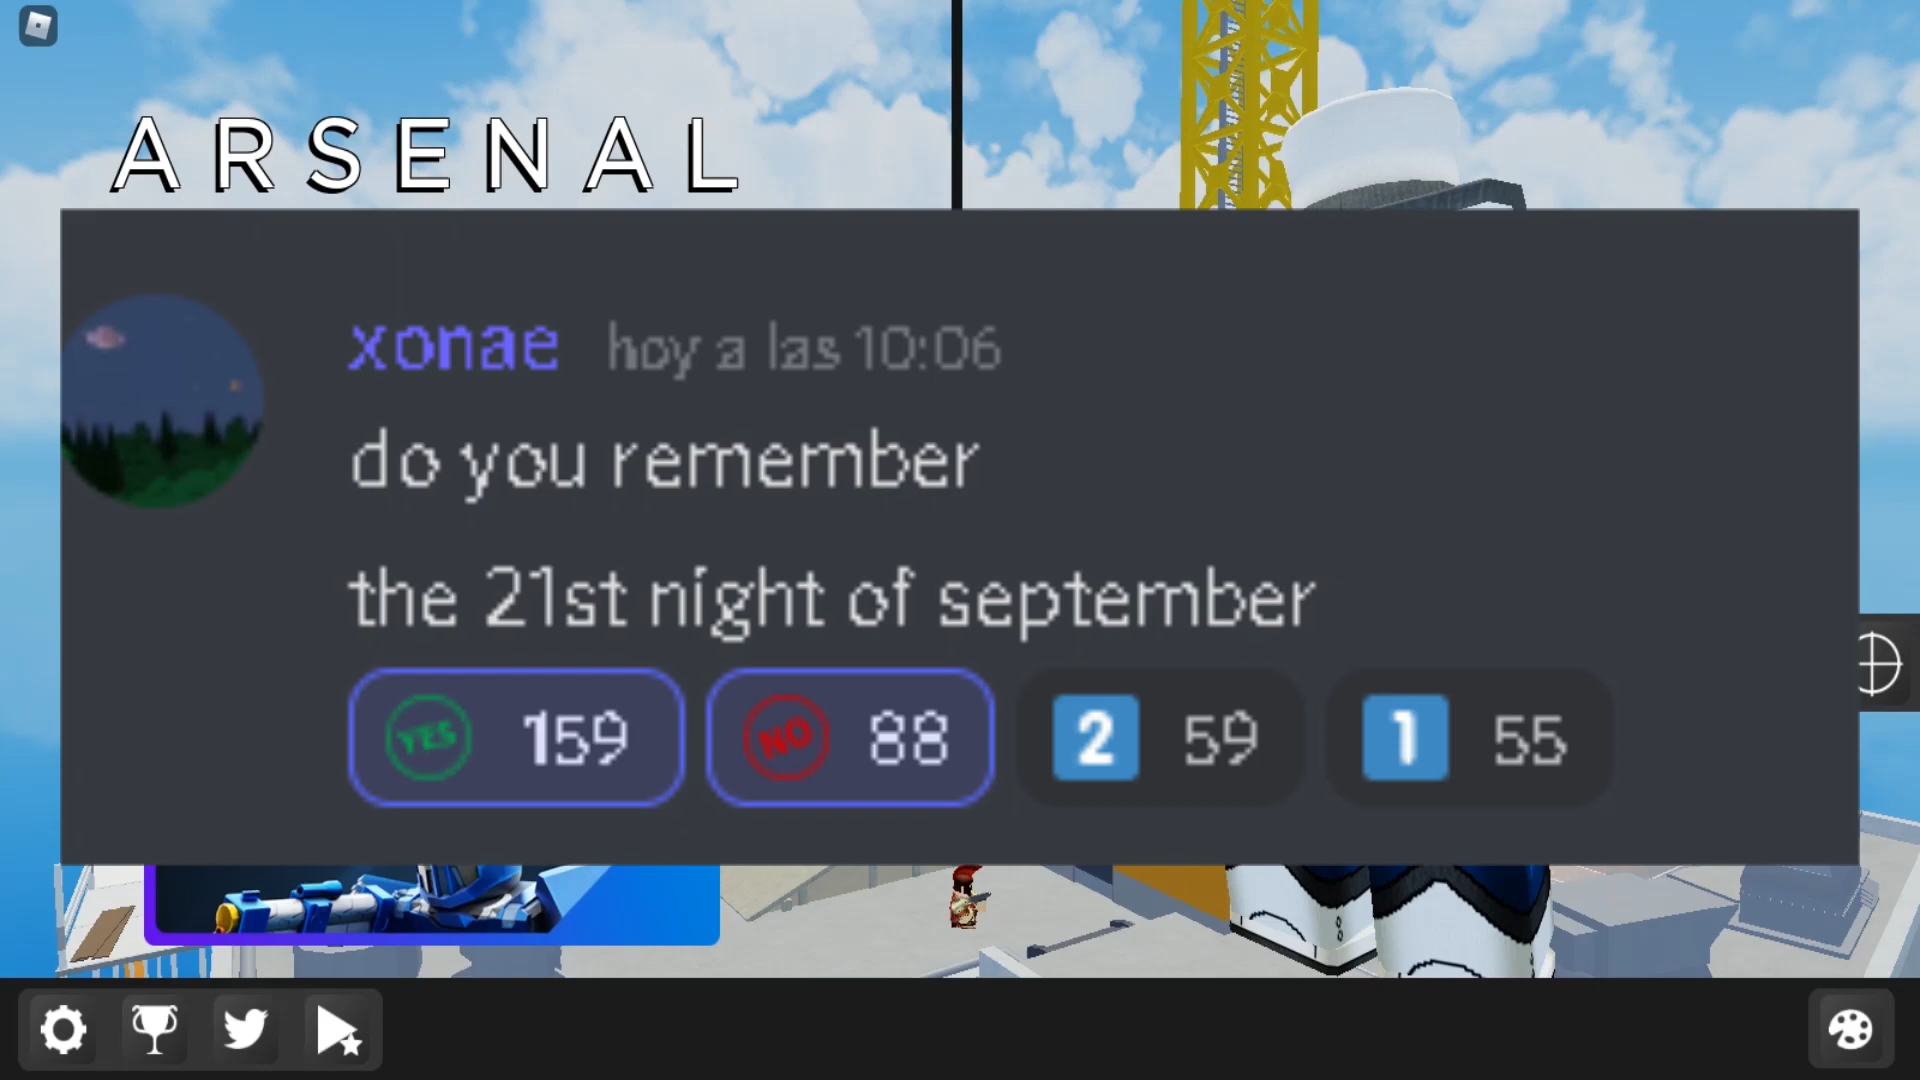 ARSENAL
xonae hoy a las 10:06
do you remember
the 21st night of september
YES 159 NO 88 2 59 1 55